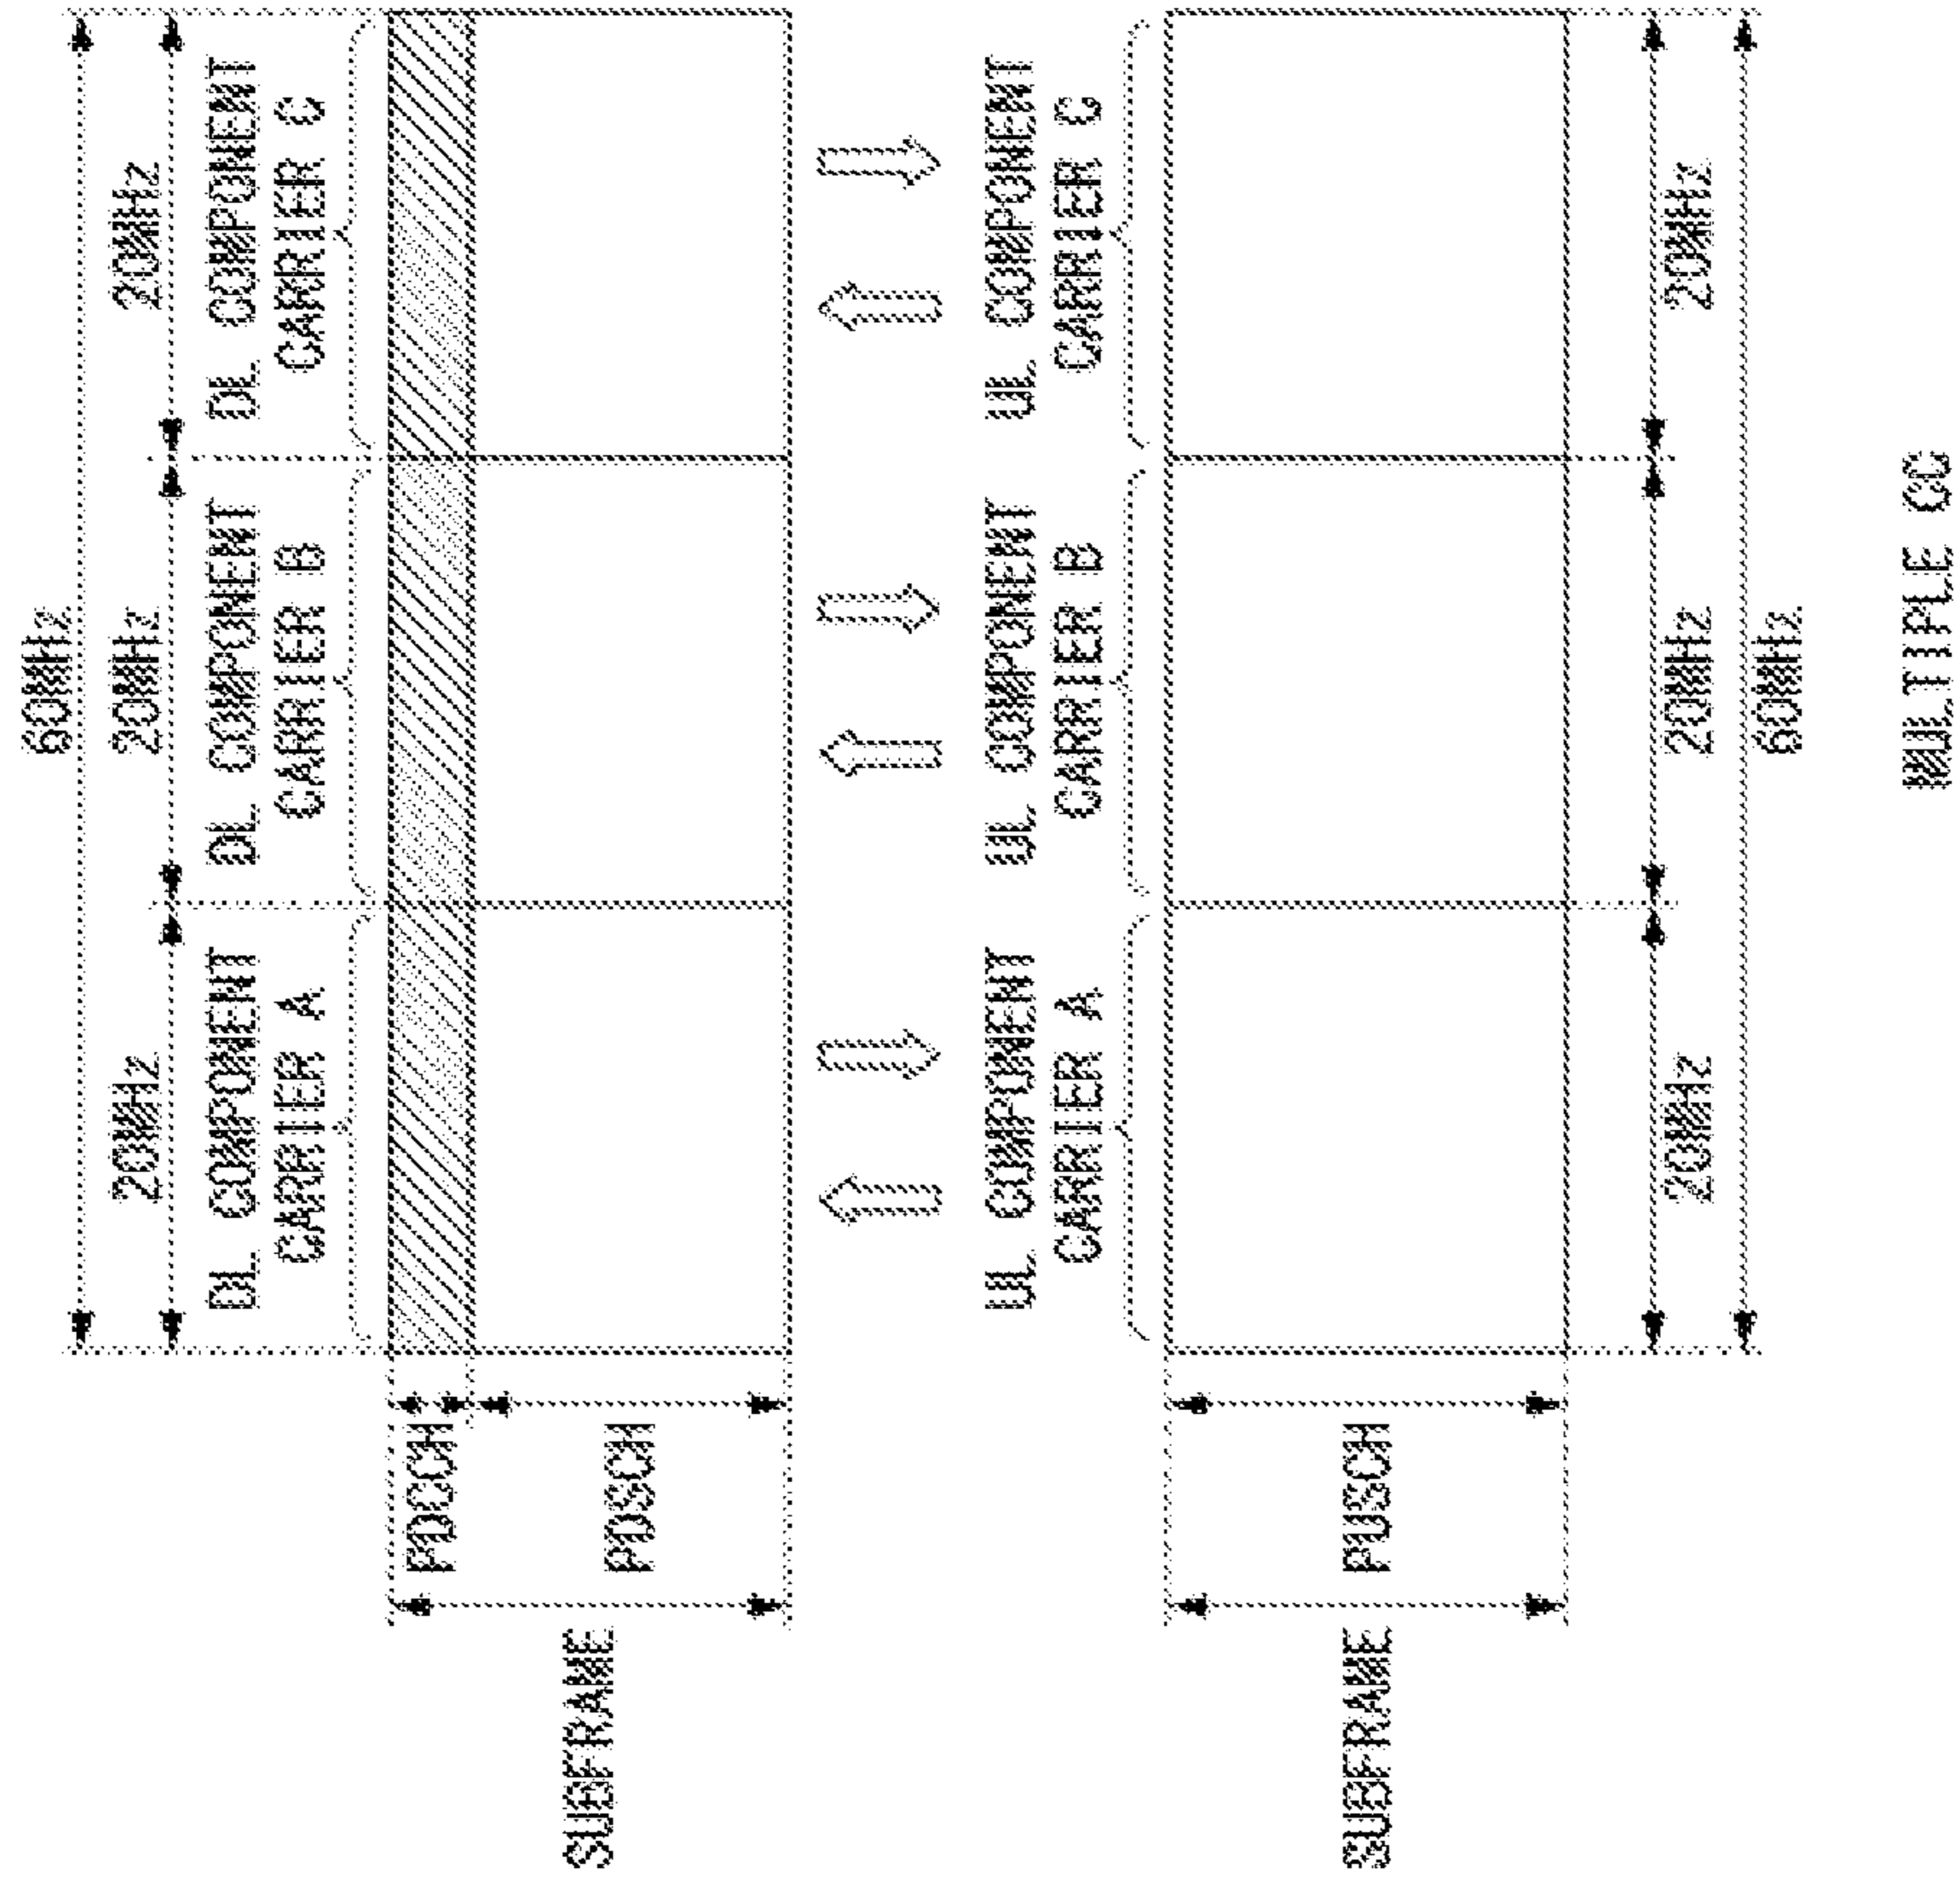 60MHz
20MHz
20MHz
20MHz
DL COMPONENT
CARRIER A
DL COMPONENT
CARRIER B
DL COMPONENT
CARRIER C
SUBFRAME
PDCCH
PDSCH
UL COMPONENT
CARRIER A
UL COMPONENT
CARRIER B
UL COMPONENT
CARRIER C
SUBFRAME
PUSCH
20MHz
20MHz
20MHz
60MHz
MULTIPLE CC